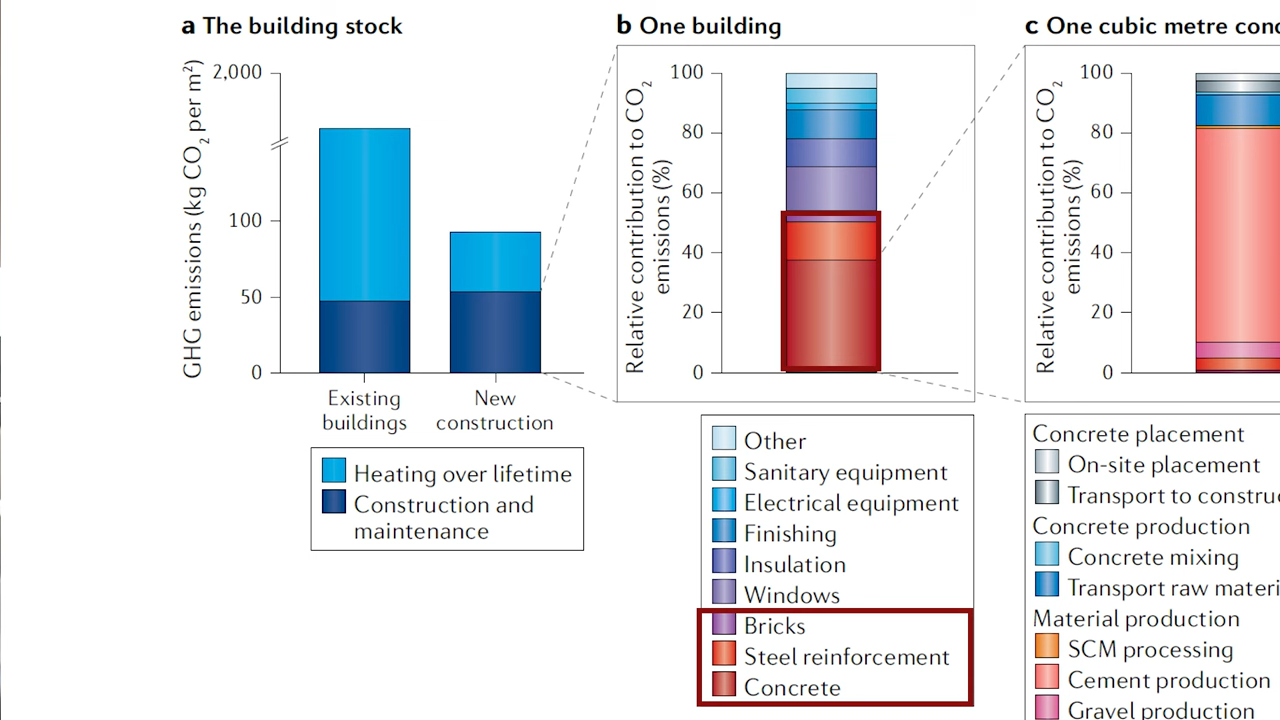 a The building stock
GHG emissions (kg CO2 per m²)
2,000
100
50
0
Existing
buildings
New
construction
Heating over lifetime
Construction and
maintenance
b One building
Relative contribution to CO2
emissions (%)
100
80
60
40
20
0
Other
Sanitary equipment
Electrical equipment
Finishing
Insulation
Windows
Bricks
Steel reinforcement
Concrete
c One cubic metre
Relative contribution to CO2
emissions (%)
100
80
60
40
20
0
Concrete placement
On-site placement
Transport to
Concrete production
Concrete mixing
Transport raw
Material production
SCM processing
Cement production
Gravel production